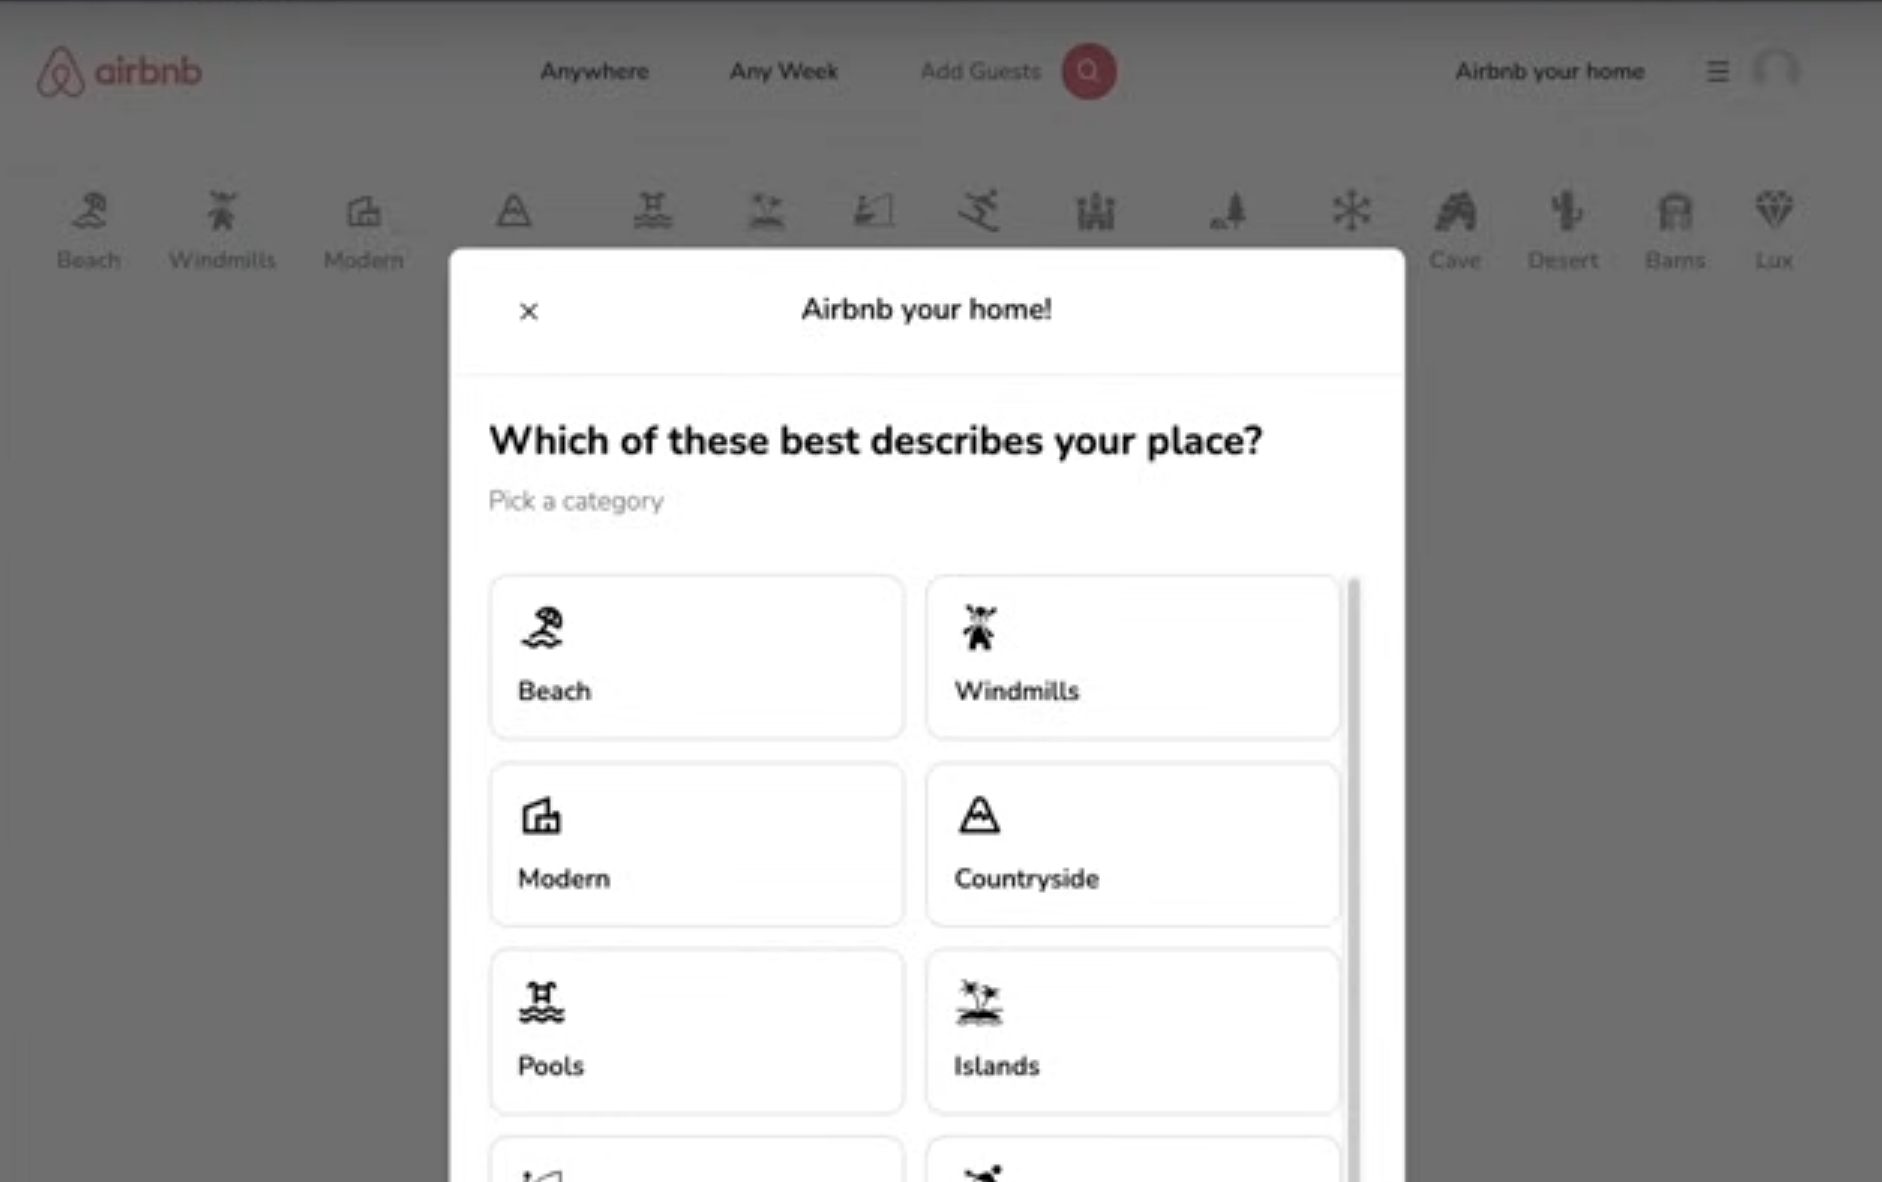 airbnb
Anywhere
Any Week
Add Guests
Airbnb your home
Beach
Windmills
Modern
Cave
Desert
Barns
Lux
Airbnb your home!
Which of these best describes your place?
Pick a category
Beach
Windmills
Modern
Countryside
Pools
Islands